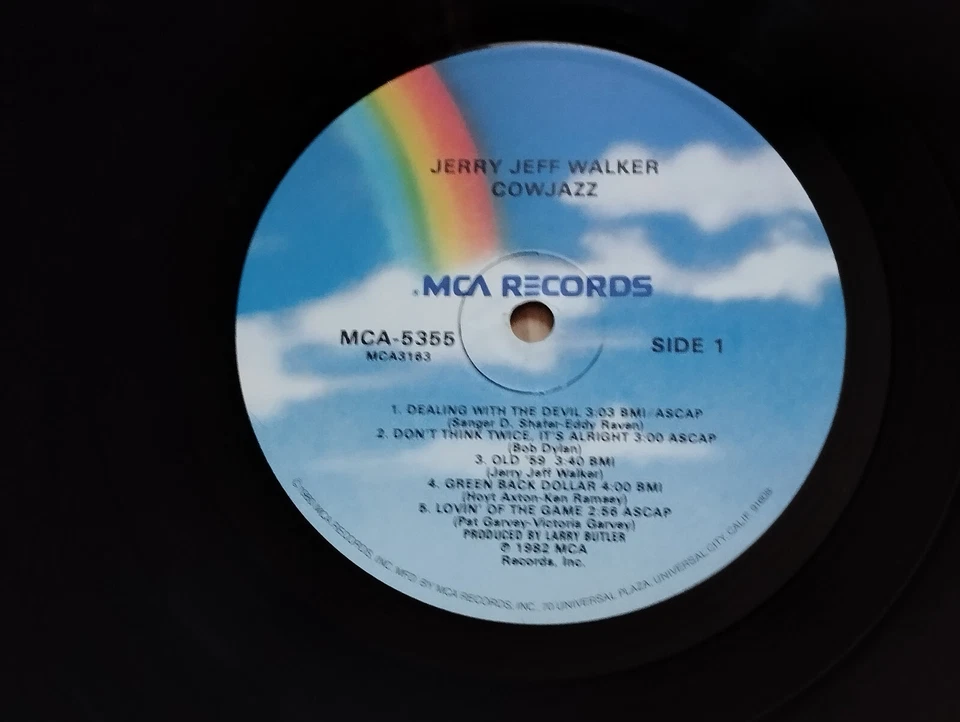 JERRY JEFF WALKER
COWJAZZ
MCA RECORDS
MCA-5355 SIDE 1
MCA3163
1. DEALING WITH THE DEVIL 3:03 BMI/ASCAP
(Sanger D. Shafer-Eddy Raven)
2. DON'T THINK TWICE, IT'S ALRIGHT 3:00 ASCAP
(Bob Dylan)
3. OLD '59 3:40 BMI
(Jerry Jeff Walker)
4. GREEN BACK DOLLAR 4:00 BMI
(Hoyt Axton-Ken Ramsey)
5. LOVIN' OF THE GAME 2:56 ASCAP
(Pat Garvey-Victoria Garvey)
PRODUCED BY LARRY BUTLER
℗ 1982 MCA
Records, Inc.
©1980 MCA RECORDS, INC. MFD. BY MCA RECORDS, INC., 70 UNIVERSAL PLAZA, UNIVERSAL CITY, CALIF. 91608